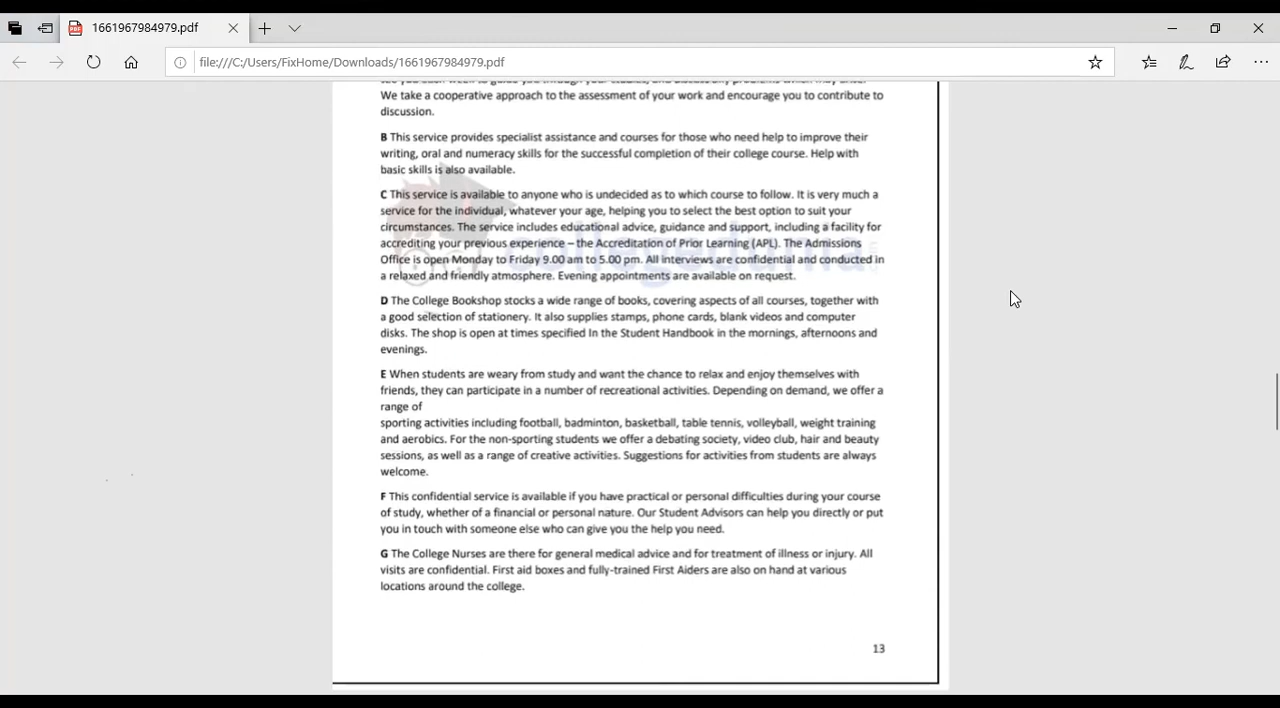 1661967984979.pdf
file:///C:/Users/FixHome/Downloads/1661967984979.pdf
We take a cooperative approach to the assessment of your work and encourage you to contribute to
discussion.
B This service provides specialist assistance and courses for those who need help to improve their
writing, oral and numeracy skills for the successful completion of their college course. Help with
basic skills is also available.
C This service is available to anyone who is undecided as to which course to follow. It is very much a
service for the individual, whatever your age, helping you to select the best option to suit your
circumstances. The service includes educational advice, guidance and support, including a facility for
accrediting your previous experience – the Accreditation of Prior Learning (APL). The Admissions
Office is open Monday to Friday 9.00 am to 5.00 pm. All interviews are confidential and conducted in
a relaxed and friendly atmosphere. Evening appointments are available on request.
D The College Bookshop stocks a wide range of books, covering aspects of all courses, together with
a good selection of stationery. It also supplies stamps, phone cards, blank videos and computer
disks. The shop is open at times specified In the Student Handbook in the mornings, afternoons and
evenings.
E When students are weary from study and want the chance to relax and enjoy themselves with
friends, they can participate in a number of recreational activities. Depending on demand, we offer a
range of
sporting activities including football, badminton, basketball, table tennis, volleyball, weight training
and aerobics. For the non-sporting students we offer a debating society, video club, hair and beauty
sessions, as well as a range of creative activities. Suggestions for activities from students are always
welcome.
F This confidential service is available if you have practical or personal difficulties during your course
of study, whether of a financial or personal nature. Our Student Advisors can help you directly or put
you in touch with someone else who can give you the help you need.
G The College Nurses are there for general medical advice and for treatment of illness or injury. All
visits are confidential. First aid boxes and fully-trained First Aiders are also on hand at various
locations around the college.
13